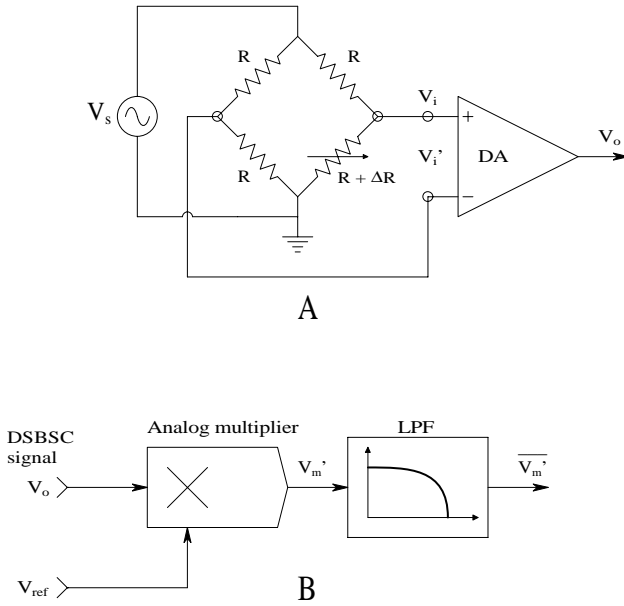 R
R
V_s
V_i
+
V_i'
DA
V_o
R
R + ΔR
−
A
Analog multiplier
LPF
DSBSC
signal
V_m'
V_m'
V_o
V_ref
B